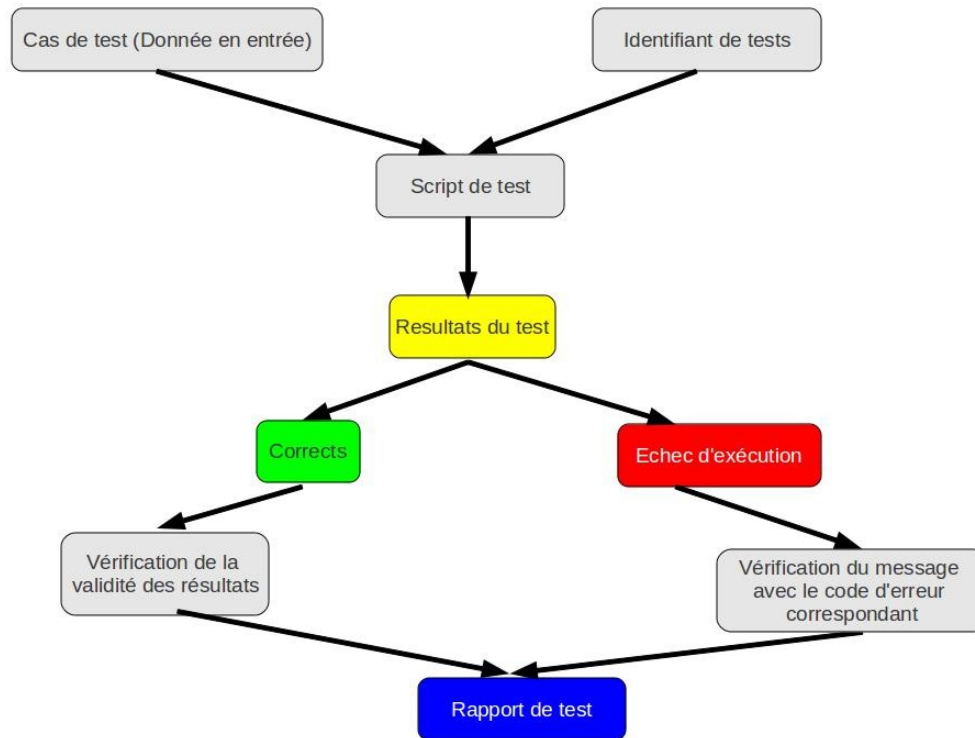 Cas de test (Donnée en entrée)
Identifiant de tests
Script de test
Resultats du test
Corrects
Echec d'exécution
Vérification de la
validité des résultats
Vérification du message
avec le code d'erreur
correspondant
Rapport de test